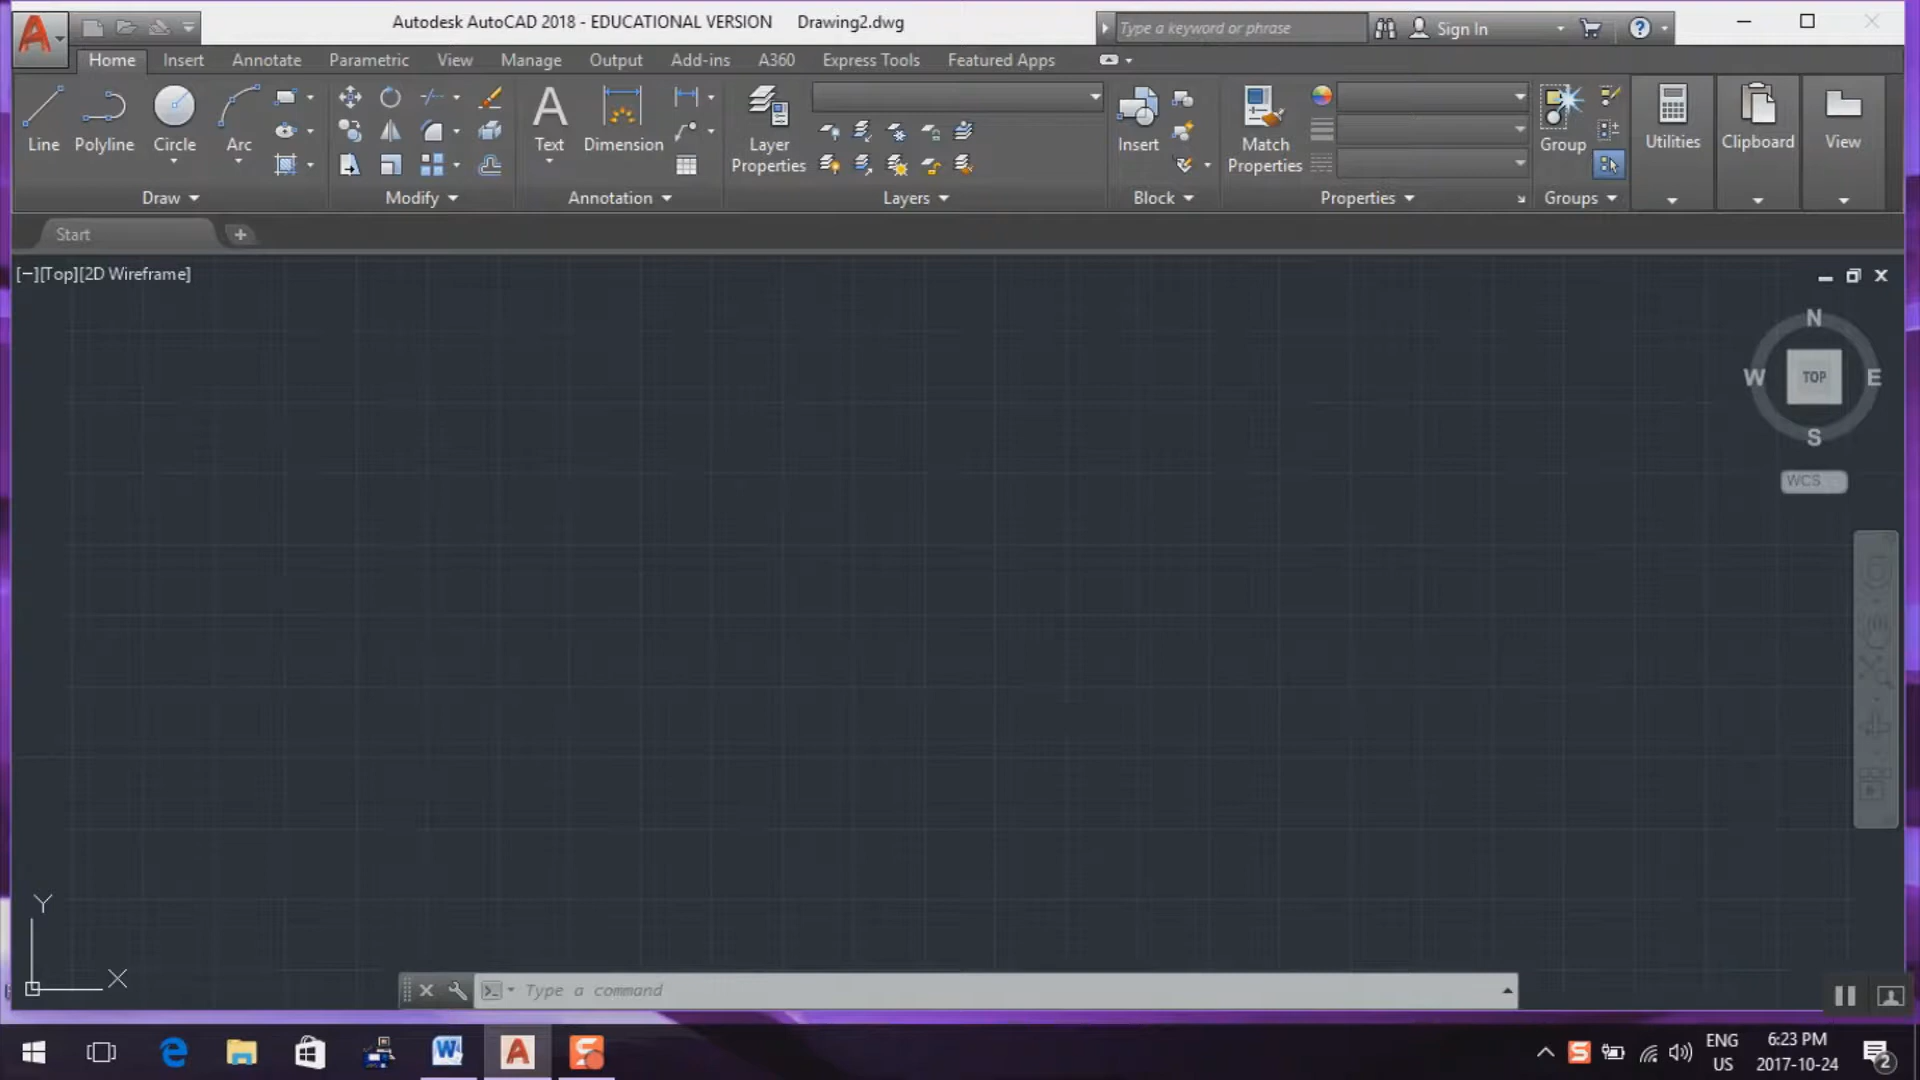 Autodesk AutoCAD 2018 - EDUCATIONAL VERSION Drawing2.dwg
Type a keyword or phrase
Sign In
Home Insert Annotate Parametric View Manage Output Add-ins A360 Express Tools Featured Apps
Line Polyline Circle Arc
Text Dimension
Layer Properties
Insert
Match Properties
Group
Utilities Clipboard View
Draw Modify Annotation Layers Block Properties Groups
Start
[−][Top][2D Wireframe]
N
W TOP E
S
WCS
Y
X
Type a command
ENG 6:23 PM
US 2017-10-24
2